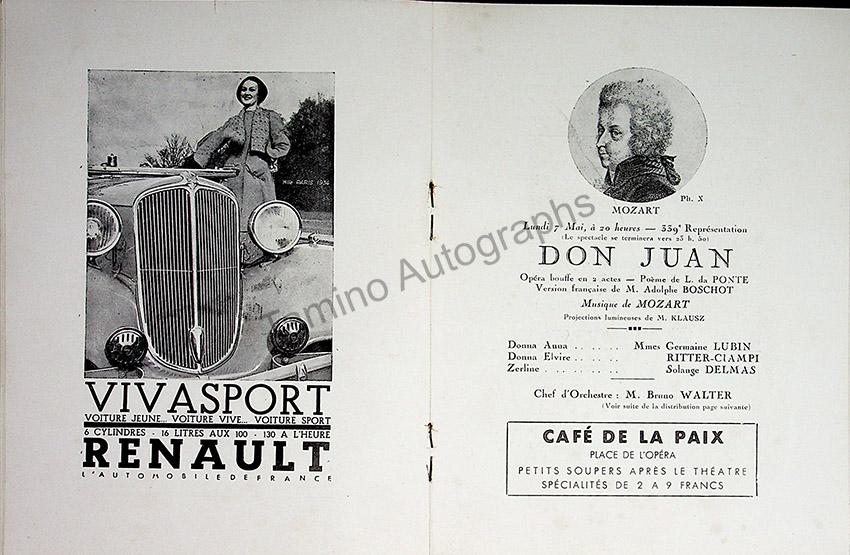 Mlle PARIS 1934
VIVASPORT
VOITURE JEUNE... VOITURE VIVE... VOITURE SPORT
6 CYLINDRES - 16 LITRES AUX 100 - 130 A L'HEURE
RENAULT
L'AUTOMOBILE DE FRANCE
Ph. X
MOZART
Lundi 7 Mai, à 20 heures — 339e Représentation
(Le spectacle se terminera vers 23 h. 50)
DON JUAN
Opéra bouffe en 2 actes — Poème de L. da PONTE
Version française de M. Adolphe BOSCHOT
Musique de MOZART
Projections lumineuses de M. KLAUSZ
Donna Anna . . . . . . Mmes Germaine LUBIN
Donna Elvire . . . . . . RITTER-CIAMPI
Zerline . . . . . . . . Solange DELMAS
Chef d'Orchestre : M. Bruno WALTER
(Voir suite de la distribution page suivante)
CAFÉ DE LA PAIX
PLACE DE L'OPÉRA
PETITS SOUPERS APRÈS LE THÉATRE
SPÉCIALITÉS DE 2 A 9 FRANCS
Tamino Autographs